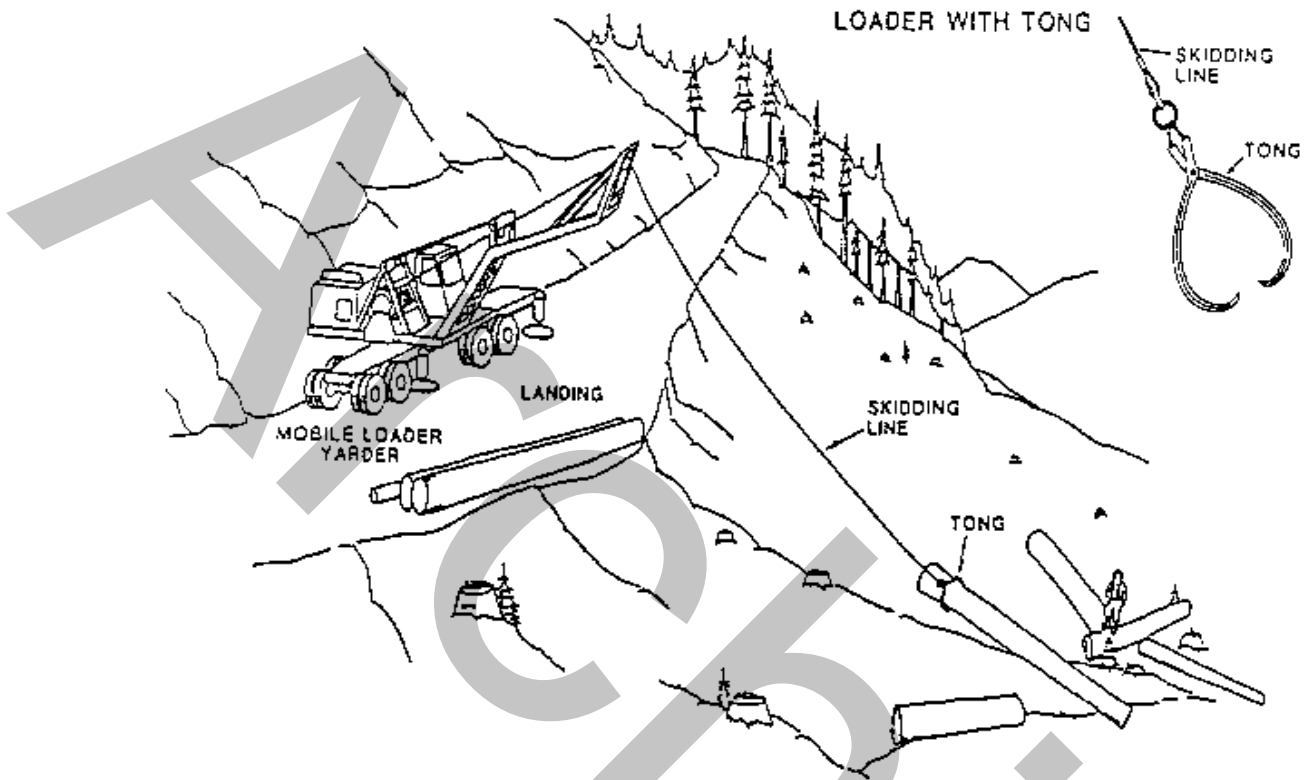 LOADER WITH TONG
SKIDDING
LINE
TONG
LANDING
MOBILE LOADER
YARDER
SKIDDING
LINE
TONG